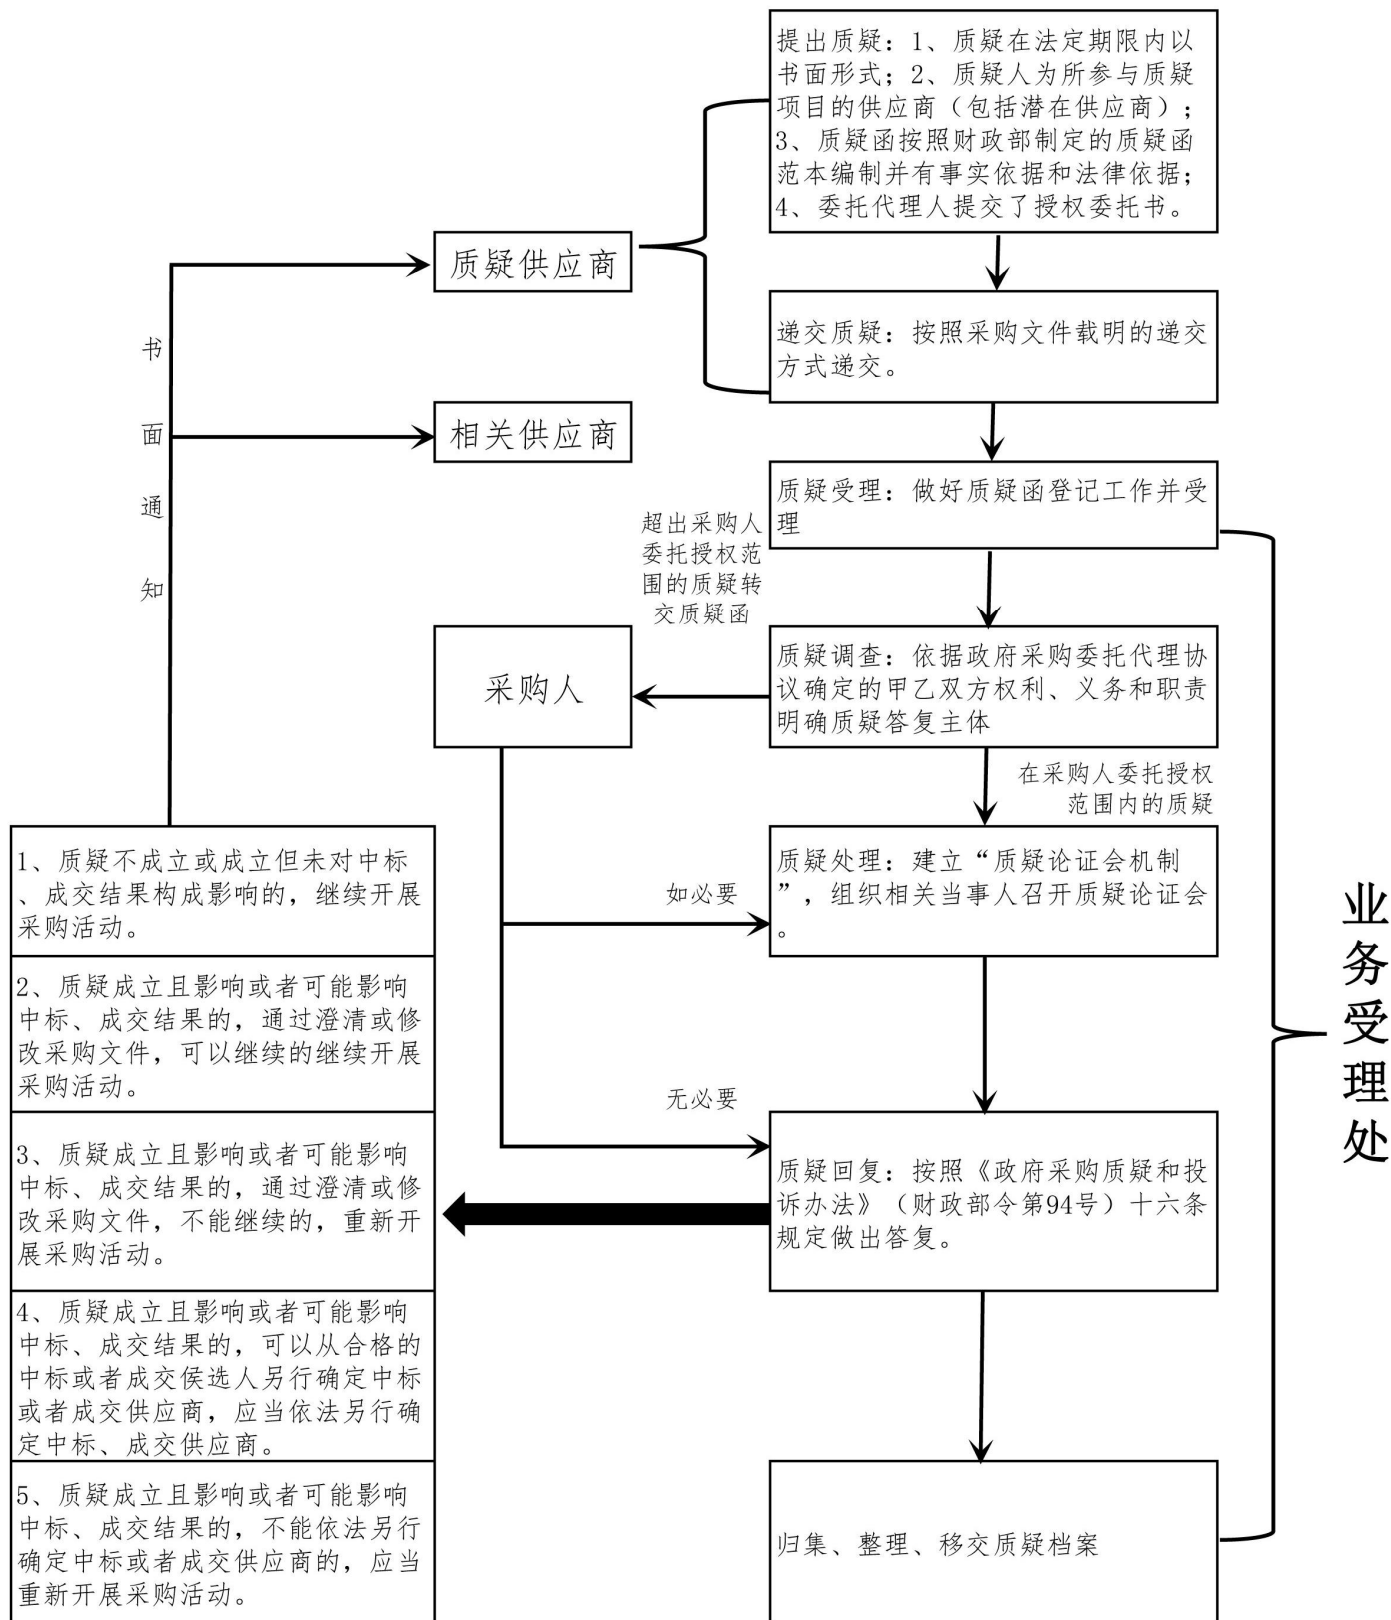 提出质疑：1、质疑在法定期限内以
书面形式；2、质疑人为所参与质疑
项目的供应商（包括潜在供应商）；
3、质疑函按照财政部制定的质疑函
范本编制并有事实依据和法律依据；
4、委托代理人提交了授权委托书。
质疑供应商
递交质疑：按照采购文件载明的递交
方式递交。
书
面
通
知
相关供应商
质疑受理：做好质疑函登记工作并受
理
超出采购人
委托授权范
围的质疑转
交质疑函
采购人
质疑调查：依据政府采购委托代理协
议确定的甲乙双方权利、义务和职责
明确质疑答复主体
在采购人委托授权
范围内的质疑
如必要
质疑处理：建立“质疑论证会机制
”，组织相关当事人召开质疑论证会
。
无必要
质疑回复：按照《政府采购质疑和投
诉办法》（财政部令第94号）十六条
规定做出答复。
1、质疑不成立或成立但未对中标
、成交结果构成影响的，继续开展
采购活动。
2、质疑成立且影响或者可能影响
中标、成交结果的，通过澄清或修
改采购文件，可以继续的继续开展
采购活动。
3、质疑成立且影响或者可能影响
中标、成交结果的，通过澄清或修
改采购文件，不能继续的，重新开
展采购活动。
4、质疑成立且影响或者可能影响
中标、成交结果的，可以从合格的
中标或者成交侯选人另行确定中标
或者成交供应商，应当依法另行确
定中标、成交供应商。
5、质疑成立且影响或者可能影响
中标、成交结果的，不能依法另行
确定中标或者成交供应商的，应当
重新开展采购活动。
归集、整理、移交质疑档案
业
务
受
理
处